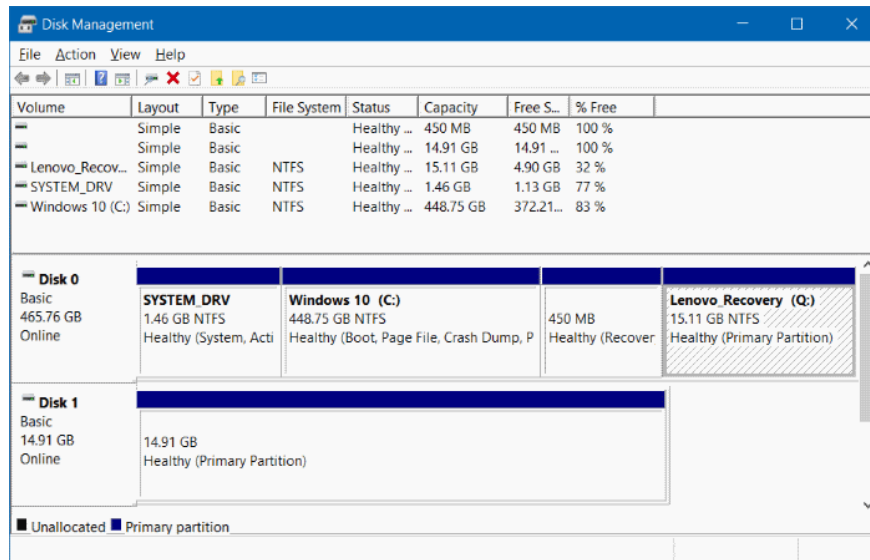 Disk Management
File Action View Help
Volume Layout Type File System Status Capacity Free S... % Free
Simple Basic Healthy ... 450 MB 450 MB 100 %
Simple Basic Healthy ... 14.91 GB 14.91 ... 100 %
Lenovo_Recov... Simple Basic NTFS Healthy ... 15.11 GB 4.90 GB 32 %
SYSTEM_DRV Simple Basic NTFS Healthy ... 1.46 GB 1.13 GB 77 %
Windows 10 (C:) Simple Basic NTFS Healthy ... 448.75 GB 372.21... 83 %
Disk 0
Basic
465.76 GB
Online
SYSTEM_DRV
1.46 GB NTFS
Healthy (System, Acti
Windows 10 (C:)
448.75 GB NTFS
Healthy (Boot, Page File, Crash Dump, P
450 MB
Healthy (Recover
Lenovo_Recovery (Q:)
15.11 GB NTFS
Healthy (Primary Partition)
Disk 1
Basic
14.91 GB
Online
14.91 GB
Healthy (Primary Partition)
Unallocated Primary partition